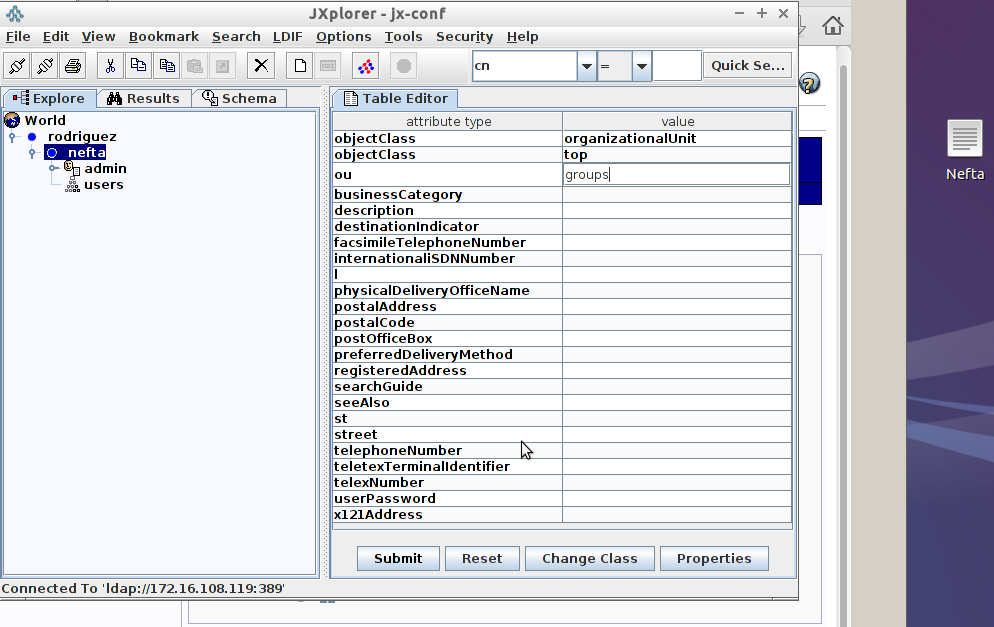 JXplorer - jx-conf
File Edit View Bookmark Search LDIF Options Tools Security Help
cn = Quick Se...
Explore Results Schema Table Editor
World
rodriguez
nefta
admin
users
attribute type value
objectClass organizationalUnit
objectClass top
ou groups
businessCategory
description
destinationIndicator
facsimileTelephoneNumber
internationaliSDNNumber
l
physicalDeliveryOfficeName
postalAddress
postalCode
postOfficeBox
preferredDeliveryMethod
registeredAddress
searchGuide
seeAlso
st
street
telephoneNumber
teletexTerminalIdentifier
telexNumber
userPassword
x121Address
Submit Reset Change Class Properties
Connected To 'ldap://172.16.108.119:389'
Nefta